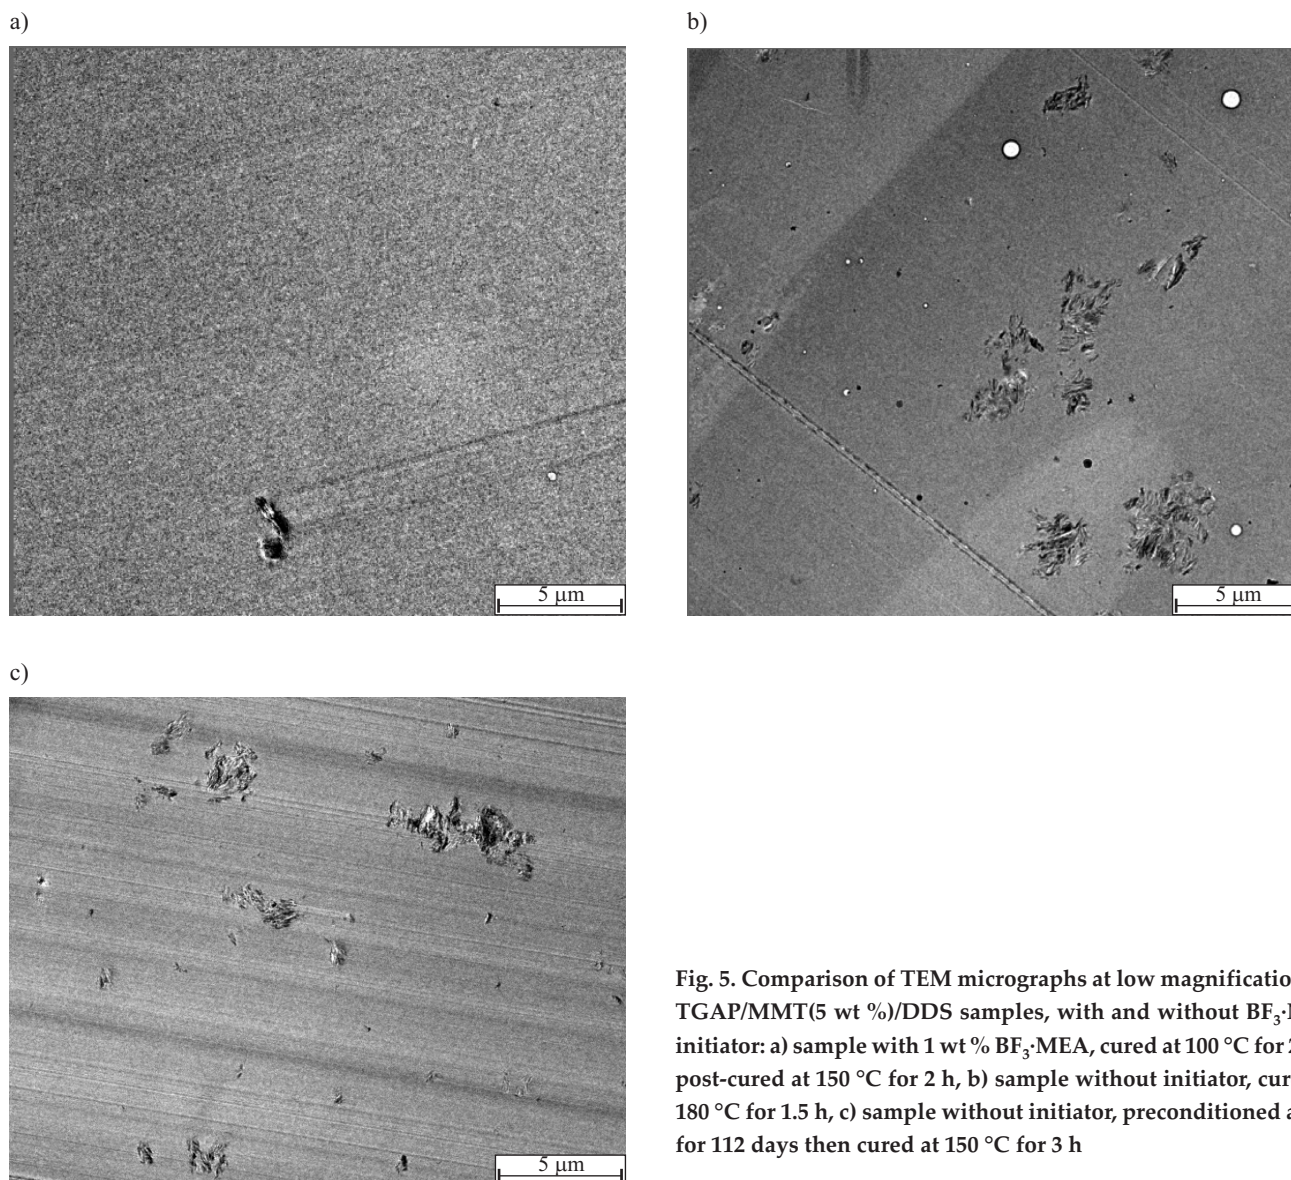 a)
b)
5 μm
5 μm
c)
5 μm
Fig. 5. Comparison of TEM micrographs at low magnification
TGAP/MMT(5 wt %)/DDS samples, with and without BF₃·
initiator: a) sample with 1 wt % BF₃·MEA, cured at 100 °C for
post-cured at 150 °C for 2 h, b) sample without initiator,
180 °C for 1.5 h, c) sample without initiator, preconditioned
for 112 days then cured at 150 °C for 3 h